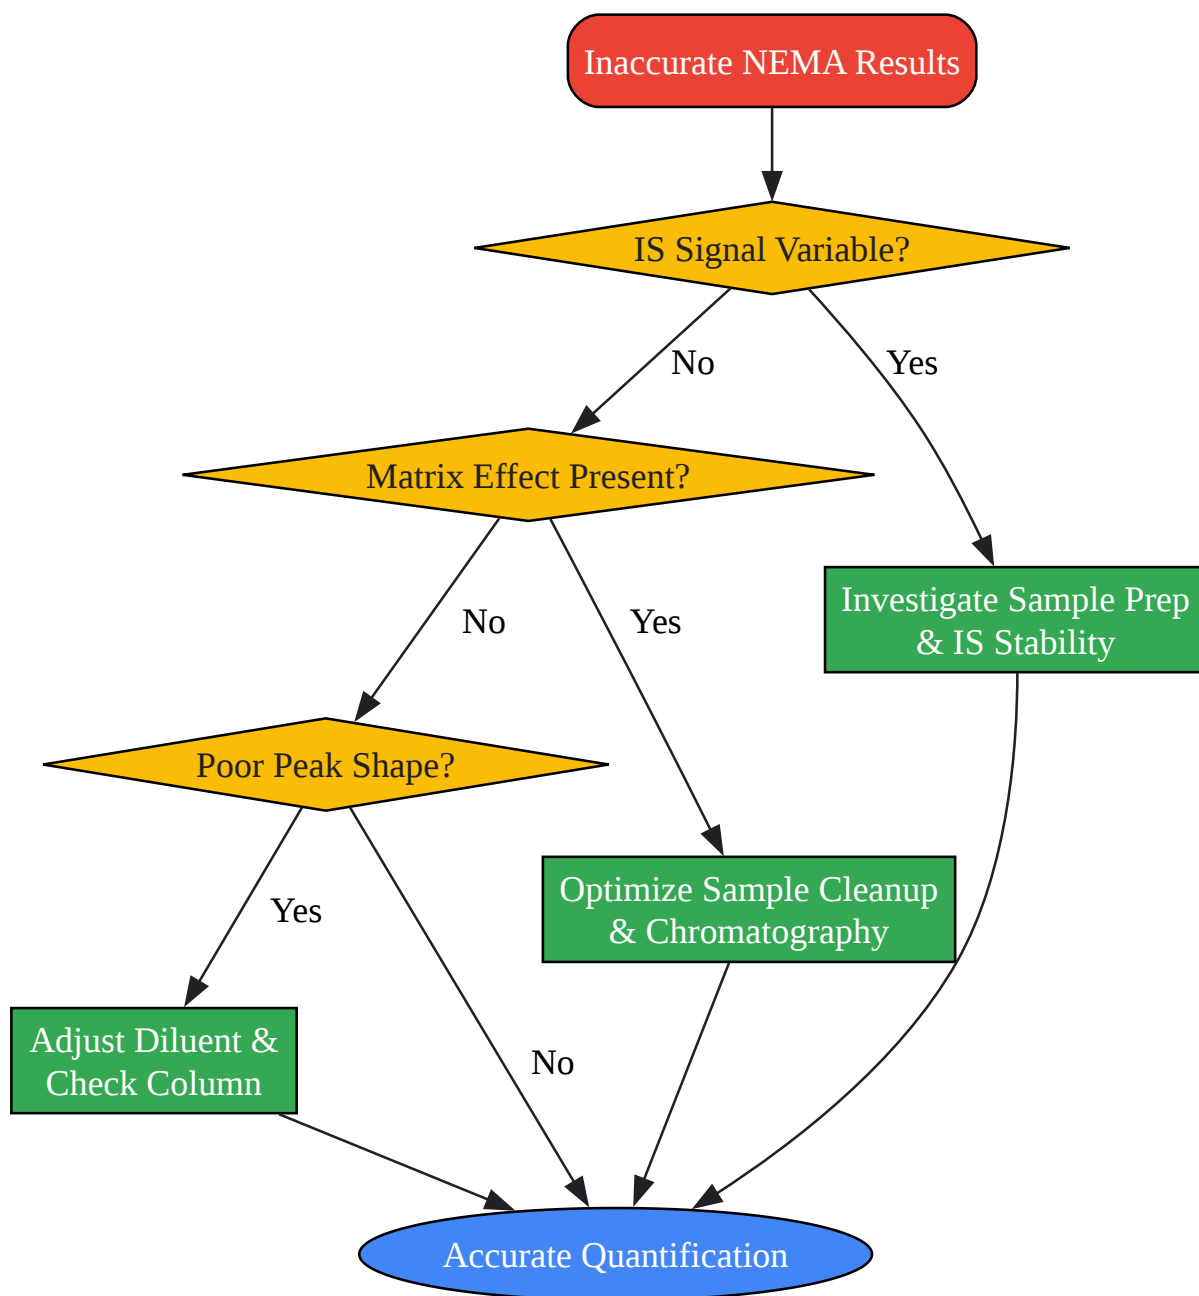 Inaccurate NEMA Results
IS Signal Variable?
No
Yes
Matrix Effect Present?
Investigate Sample Prep
& IS Stability
No
Yes
Poor Peak Shape?
Optimize Sample Cleanup
& Chromatography
Yes
Adjust Diluent &
Check Column
No
Accurate Quantification